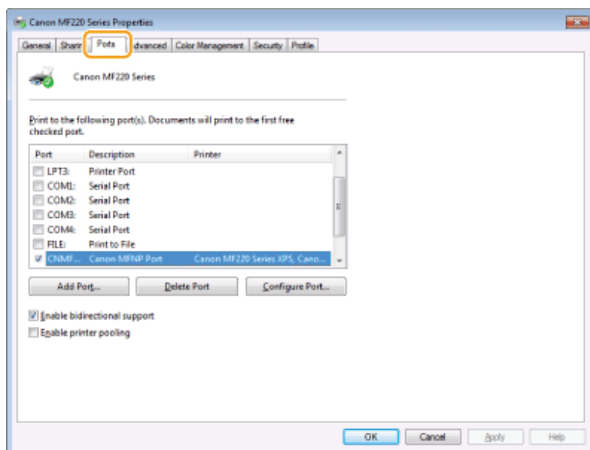 Canon MF220 Series Properties
General Sharin Ports dvanced Color Management Security Profile
Canon MF220 Series
Print to the following port(s). Documents will print to the first free
checked port.
Port Description Printer
LPT3: Printer Port
COM1: Serial Port
COM2: Serial Port
COM3: Serial Port
COM4: Serial Port
FILE: Print to File
CNMF... Canon MFNP Port Canon MF220 Series XPS, Cano...
Add Port... Delete Port Configure Port...
Enable bidirectional support
Enable printer pooling
OK Cancel Apply Help